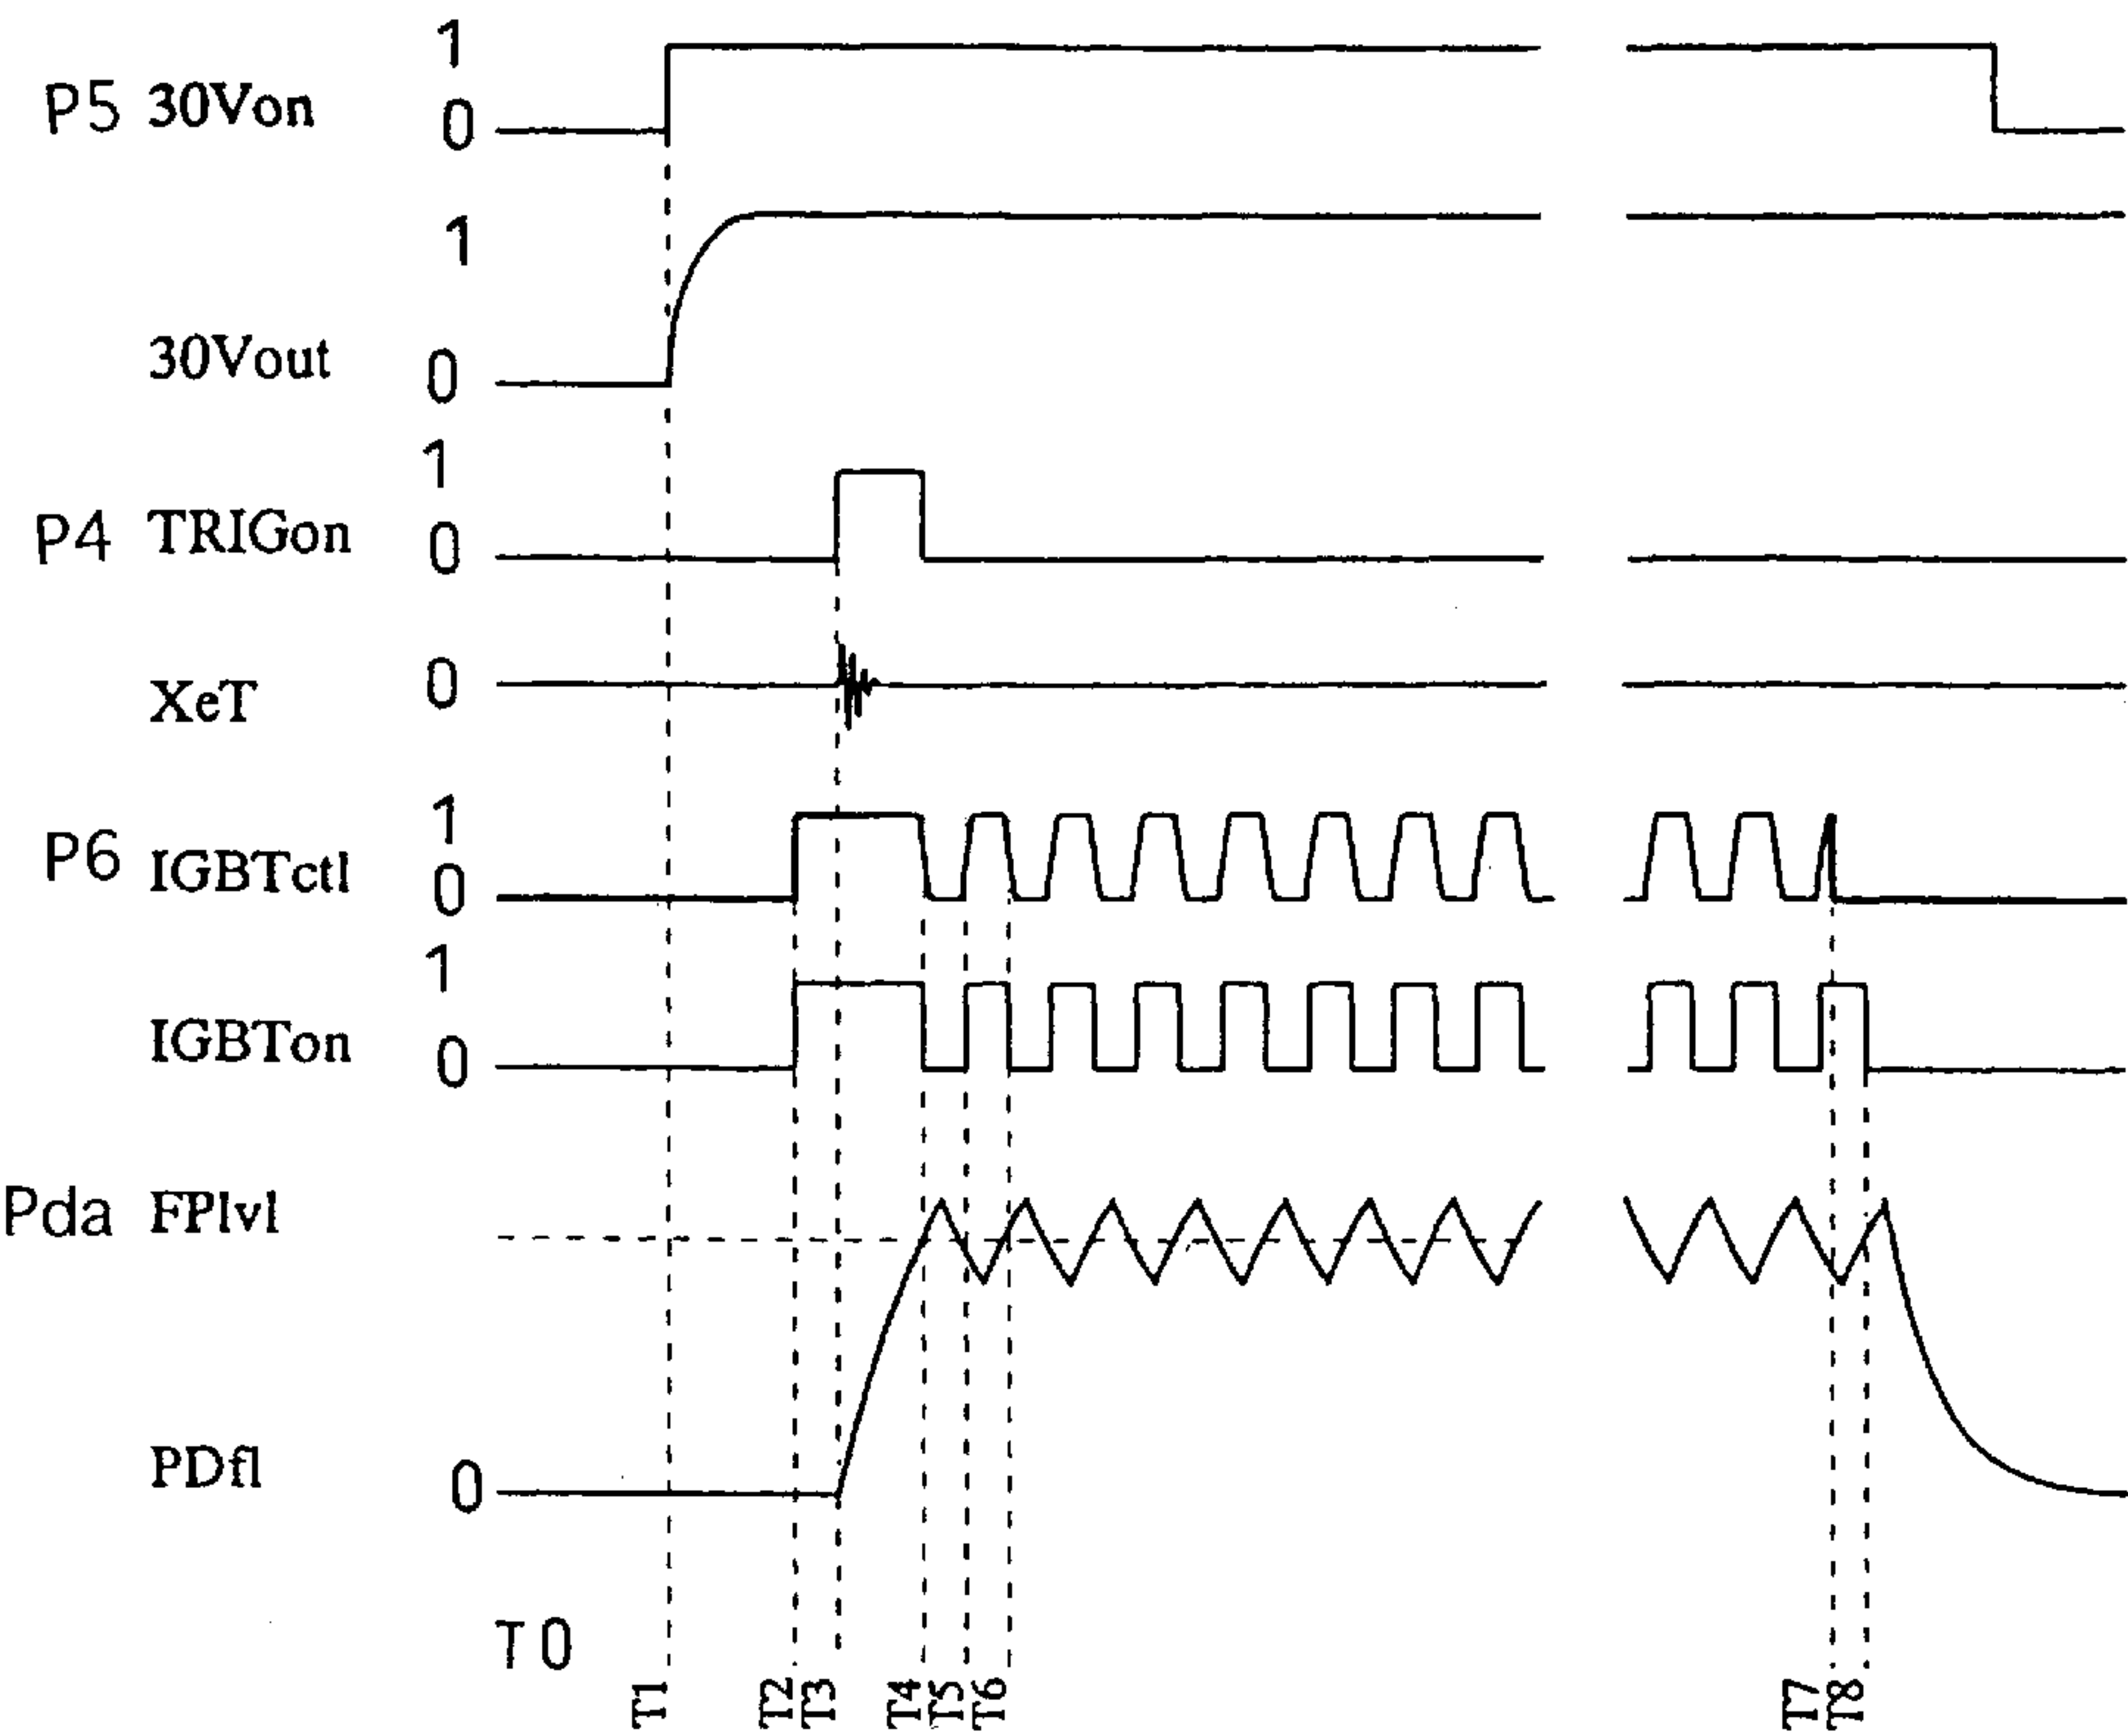 1
P5 30Von
0
1
30Vout
0
1
P4 TRIGon
0
0
XeT
1
P6 IGBTctl
0
1
IGBTon
0
Pda FPlvl
PDfl
0
T0
T1
T2
T3
T4
T5
T6
T7
T8